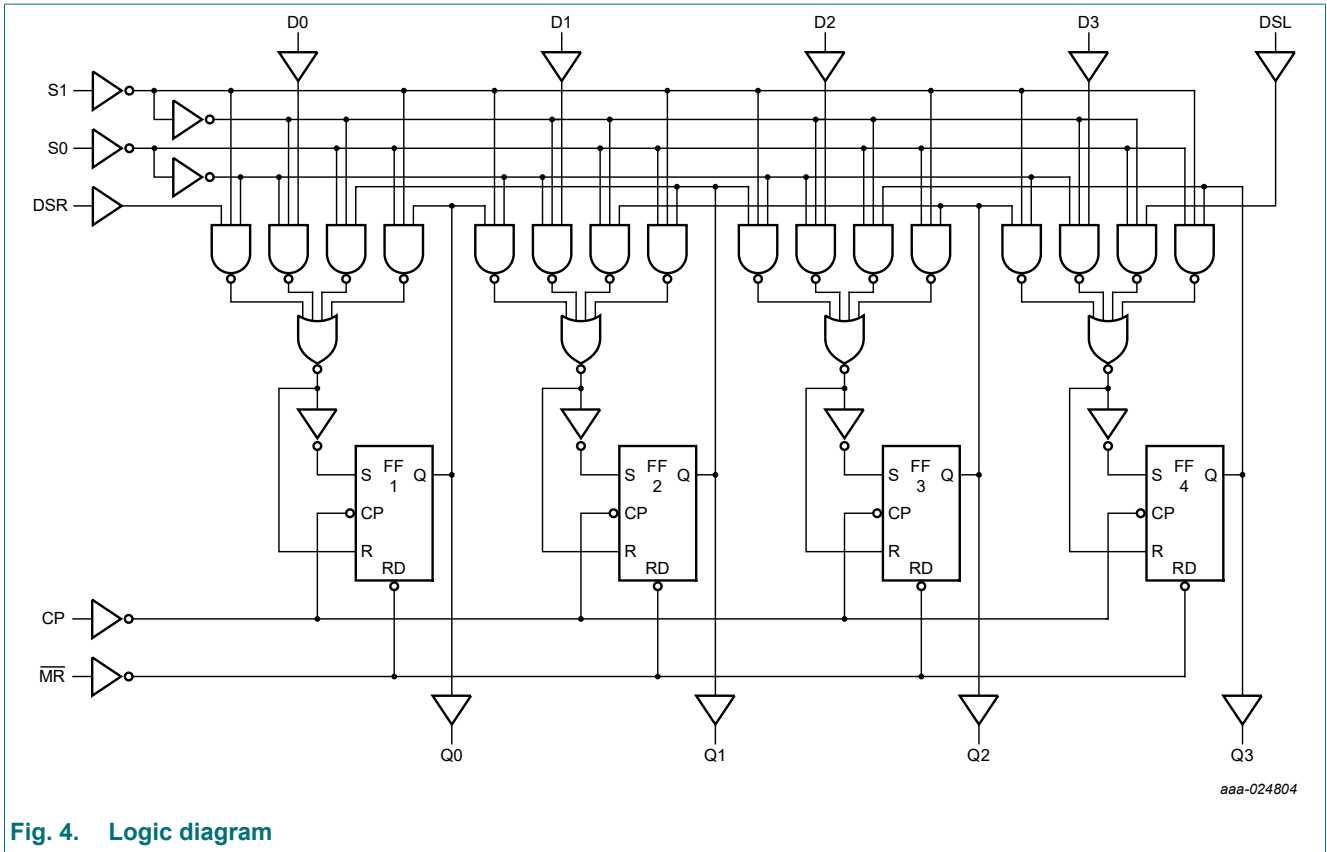 D0 D1 D2 D3 DSL
S1
S0
DSR
S FF 1 Q CP R RD
S FF 2 Q CP R RD
S FF 3 Q CP R RD
S FF 4 Q CP R RD
CP
M̅R̅
Q0 Q1 Q2 Q3
aaa-024804
Fig. 4. Logic diagram